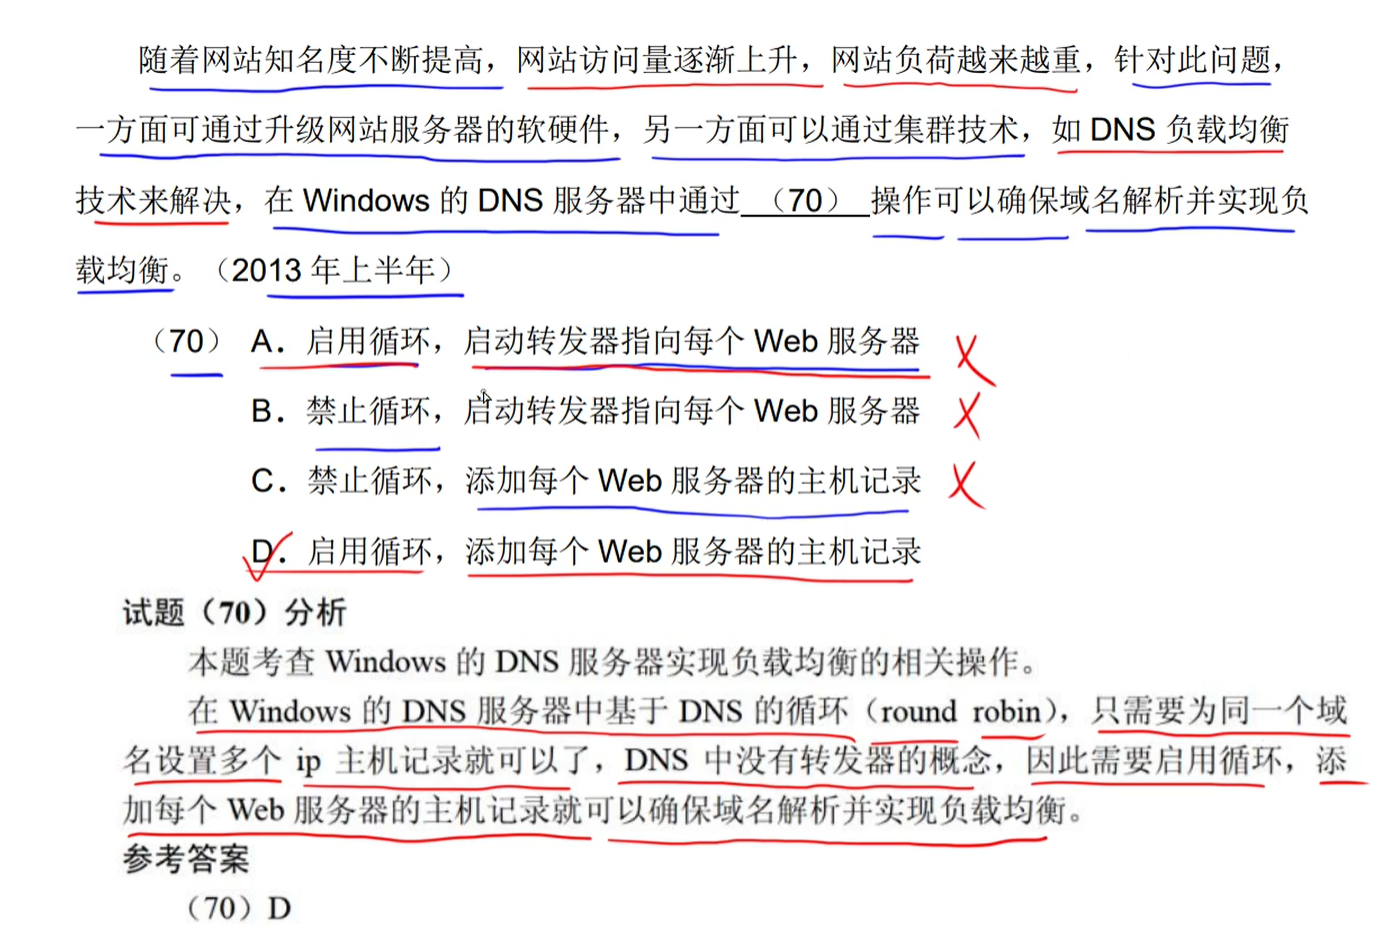 随着网站知名度不断提高，网站访问量逐渐上升，网站负荷越来越重，针对此问题，
一方面可通过升级网站服务器的软硬件，另一方面可以通过集群技术，如 DNS 负载均衡
技术来解决，在 Windows 的 DNS 服务器中通过 （70） 操作可以确保域名解析并实现负
载均衡。（2013 年上半年）
（70） A．启用循环，启动转发器指向每个 Web 服务器
B．禁止循环，启动转发器指向每个 Web 服务器
C．禁止循环，添加每个 Web 服务器的主机记录
D．启用循环，添加每个 Web 服务器的主机记录
试题（70）分析
本题考查 Windows 的 DNS 服务器实现负载均衡的相关操作。
在 Windows 的 DNS 服务器中基于 DNS 的循环（round robin），只需要为同一个域
名设置多个 ip 主机记录就可以了，DNS 中没有转发器的概念，因此需要启用循环，添
加每个 Web 服务器的主机记录就可以确保域名解析并实现负载均衡。
参考答案
（70）D